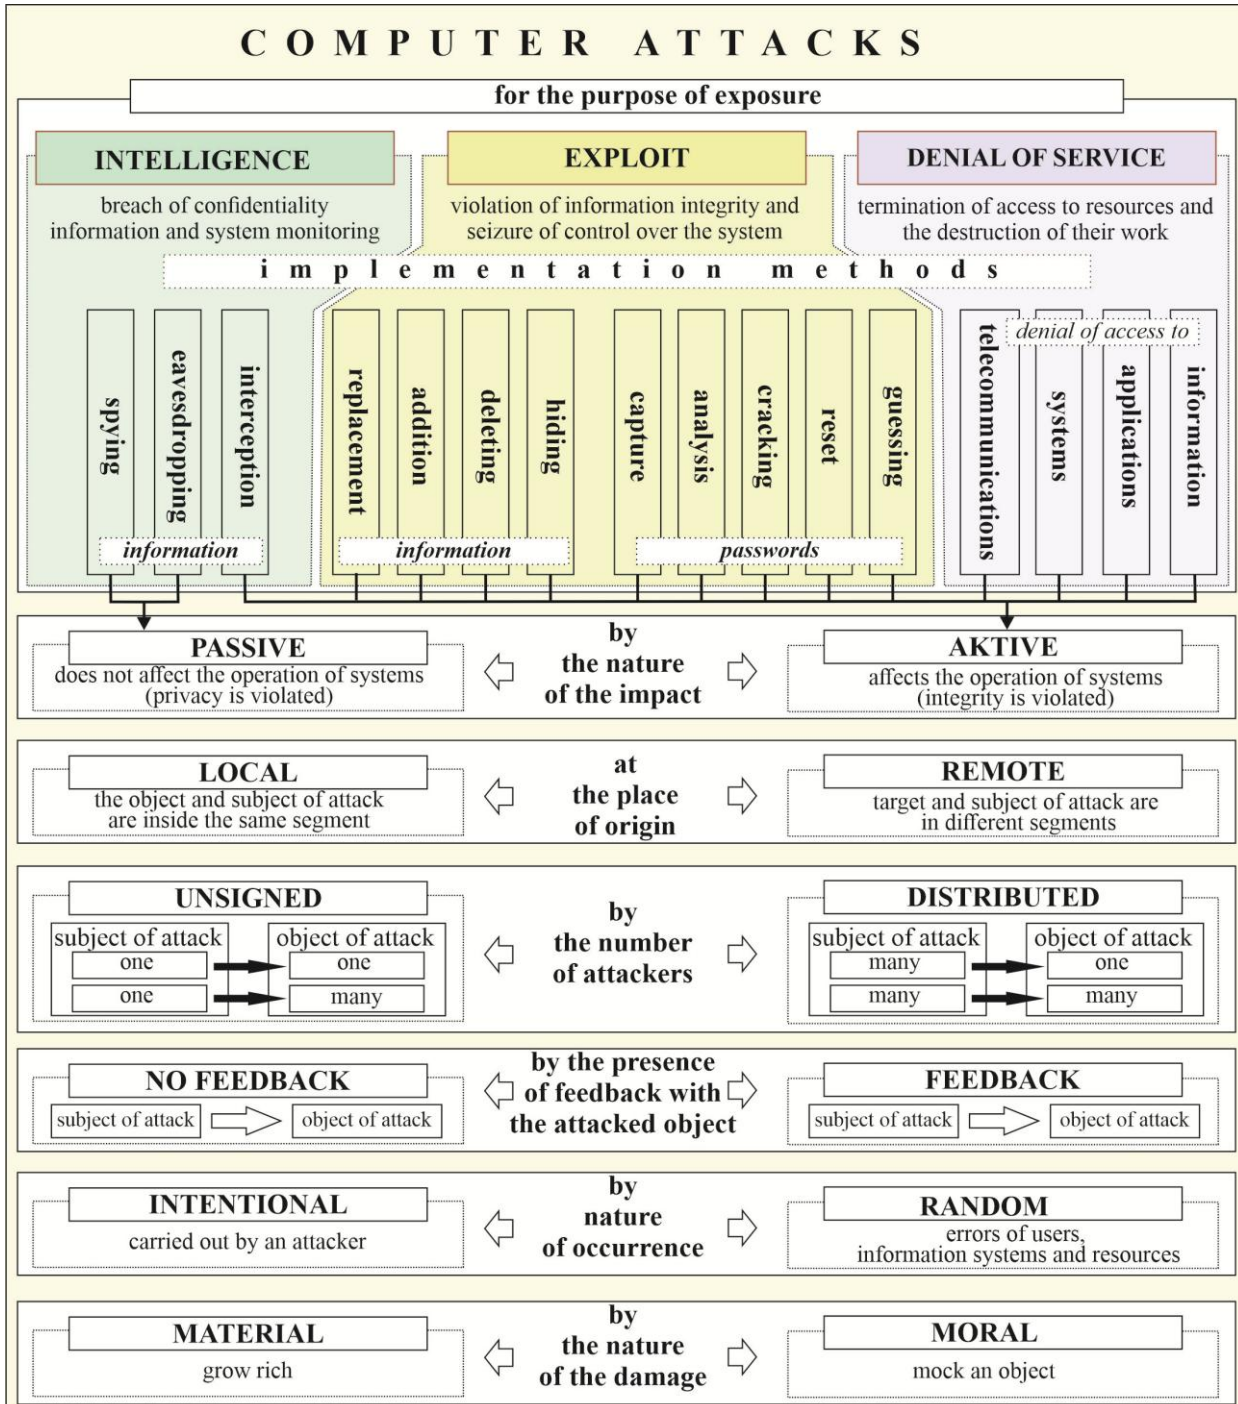 COMPUTER ATTACKS
for the purpose of exposure
INTELLIGENCE
breach of confidentiality
information and system monitoring
EXPLOIT
violation of information integrity and
seizure of control over the system
DENIAL OF SERVICE
termination of access to resources and
the destruction of their work
implementation methods
spying
eavesdropping
interception
information
replacement
addition
deleting
hiding
information
capture
analysis
cracking
reset
guessing
passwords
denial of access to
telecommunications
systems
applications
information
by
the nature
of the impact
PASSIVE
does not affect the operation of systems
(privacy is violated)
AKTIVE
affects the operation of systems
(integrity is violated)
at
the place
of origin
LOCAL
the object and subject of attack
are inside the same segment
REMOTE
target and subject of attack are
in different segments
by
the number
of attackers
UNSIGNED
subject of attack
object of attack
one
one
one
many
DISTRIBUTED
subject of attack
object of attack
many
one
many
many
by the presence
of feedback with
the attacked object
NO FEEDBACK
subject of attack
object of attack
FEEDBACK
subject of attack
object of attack
by
nature
of occurrence
INTENTIONAL
carried out by an attacker
RANDOM
errors of users,
information systems and resources
by
the nature
of the damage
MATERIAL
grow rich
MORAL
mock an object